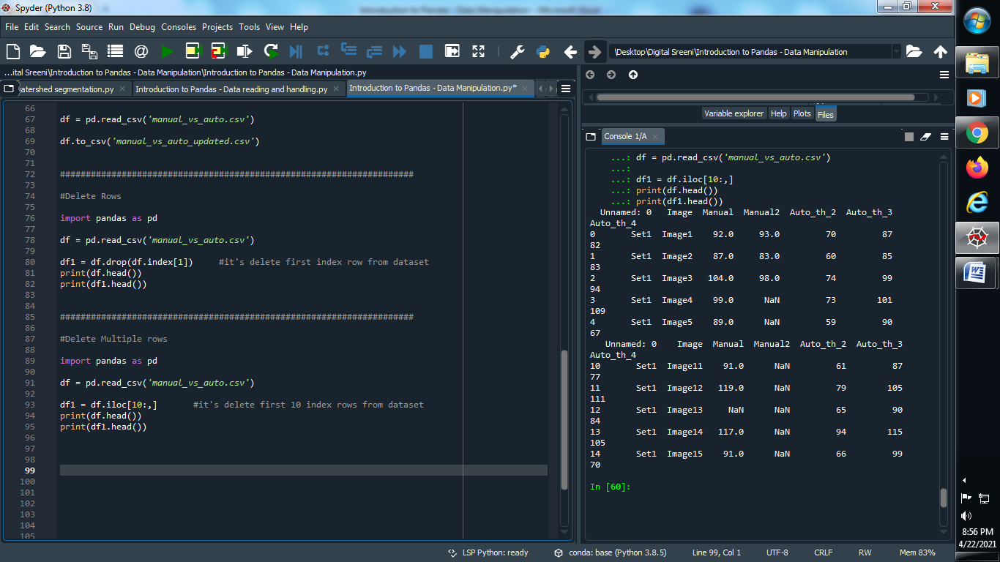 Spyder (Python 3.8)
File Edit Search Source Run Debug Consoles Projects Tools View Help
\Desktop\Digital Sreeni\Introduction to Pandas - Data Manipulation
...ital Sreeni\Introduction to Pandas - Data Manipulation\Introduction to Pandas - Data Manipulation.py
atershed segmentation.py
Introduction to Pandas - Data reading and handling.py
Introduction to Pandas - Data Manipulation.py*
66
67 df = pd.read_csv('manual_vs_auto.csv')
68
69 df.to_csv('manual_vs_auto_updated.csv')
70
71
72 #####################################################################
73
74 #Delete Rows
75
76 import pandas as pd
77
78 df = pd.read_csv('manual_vs_auto.csv')
79
80 df1 = df.drop(df.index[1]) #it's delete first index row from dataset
81 print(df.head())
82 print(df1.head())
83
84
85 #####################################################################
86
87 #Delete Multiple rows
88
89 import pandas as pd
90
91 df = pd.read_csv('manual_vs_auto.csv')
92
93 df1 = df.iloc[10:,] #it's delete first 10 index rows from dataset
94 print(df.head())
95 print(df1.head())
96
97
98
99
100
101
102
103
104
105
Variable explorer Help Plots Files
Console 1/A
...: df = pd.read_csv('manual_vs_auto.csv')
...:
...: df1 = df.iloc[10:,]
...: print(df.head())
...: print(df1.head())
Unnamed: 0 Image Manual Manual2 Auto_th_2 Auto_th_3
Auto_th_4
0 Set1 Image1 92.0 93.0 70 87
82
1 Set1 Image2 87.0 83.0 60 85
83
2 Set1 Image3 104.0 98.0 74 99
94
3 Set1 Image4 99.0 NaN 73 101
109
4 Set1 Image5 89.0 NaN 59 90
67
Unnamed: 0 Image Manual Manual2 Auto_th_2 Auto_th_3
Auto_th_4
10 Set1 Image11 91.0 NaN 61 87
77
11 Set1 Image12 119.0 NaN 79 105
111
12 Set1 Image13 NaN NaN 65 90
84
13 Set1 Image14 117.0 NaN 94 115
105
14 Set1 Image15 91.0 NaN 66 99
70
In [60]:
LSP Python: ready conda: base (Python 3.8.5) Line 99, Col 1 UTF-8 CRLF RW Mem 83%
8:56 PM
4/22/2021